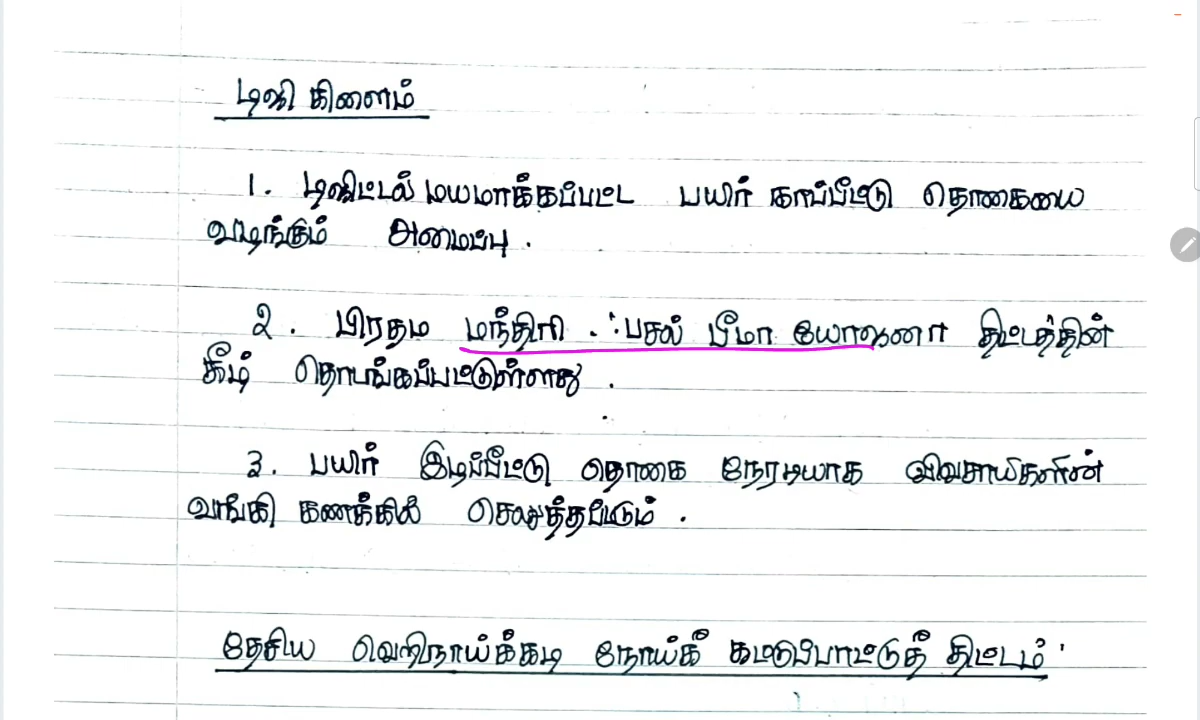 டிஜி கிளைம்
1. டிஜிட்டல் மயமாக்கப்பட்ட பயிர் காப்பீட்டு தொகையை
வழங்கும் அமைப்பு.
2. பிரதம மந்திரி ஃபசல் பீமா யோஜனா திட்டத்தின்
கீழ் தொடங்கப்பட்டுள்ளது.
3. பயிர் இழப்பீட்டு தொகை நேரடியாக விவசாயிகளின்
வங்கி கணக்கில் செலுத்தப்படும்.
தேசிய வெறிநாய்க்கடி நோய்க் கட்டுப்பாட்டுத் திட்டம்